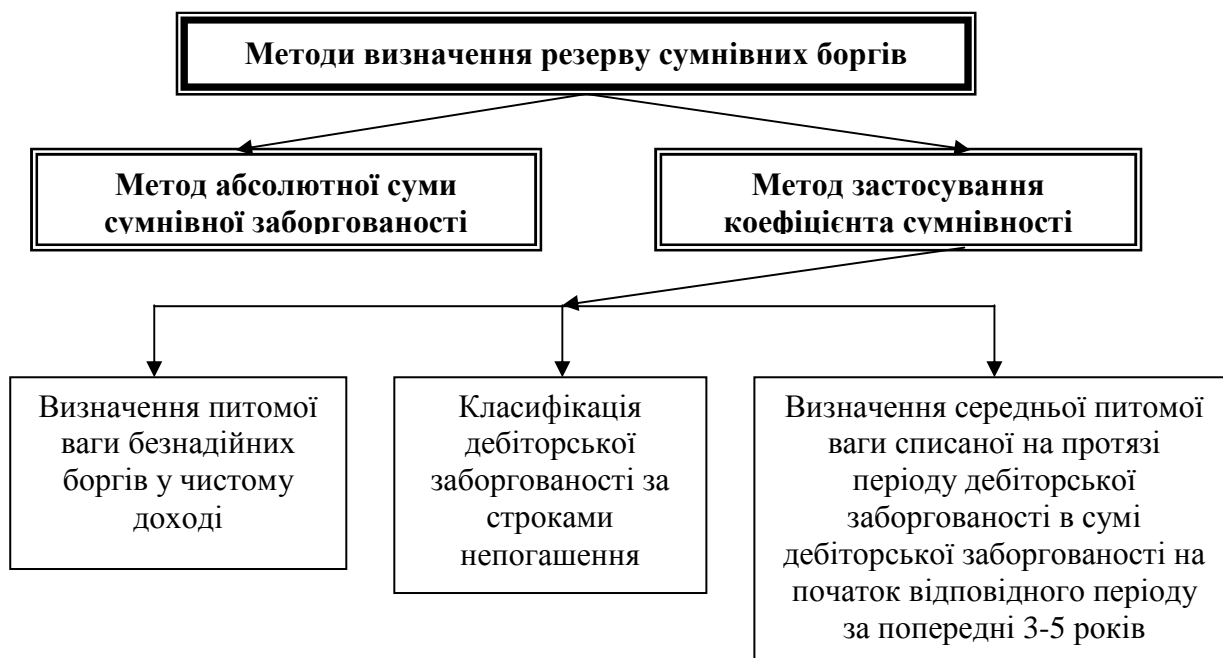 Методи визначення резерву сумнівних боргів
Метод абсолютної суми
сумнівної заборгованості
Метод застосування
коефіцієнта сумнівності
Визначення питомої
ваги безнадійних
боргів у чистому
доході
Класифікація
дебіторської
заборгованості за
строками
непогашення
Визначення середньої питомої
ваги списаної на протязі
періоду дебіторської
заборгованості в сумі
дебіторської заборгованості на
початок відповідного періоду
за попередні 3-5 років